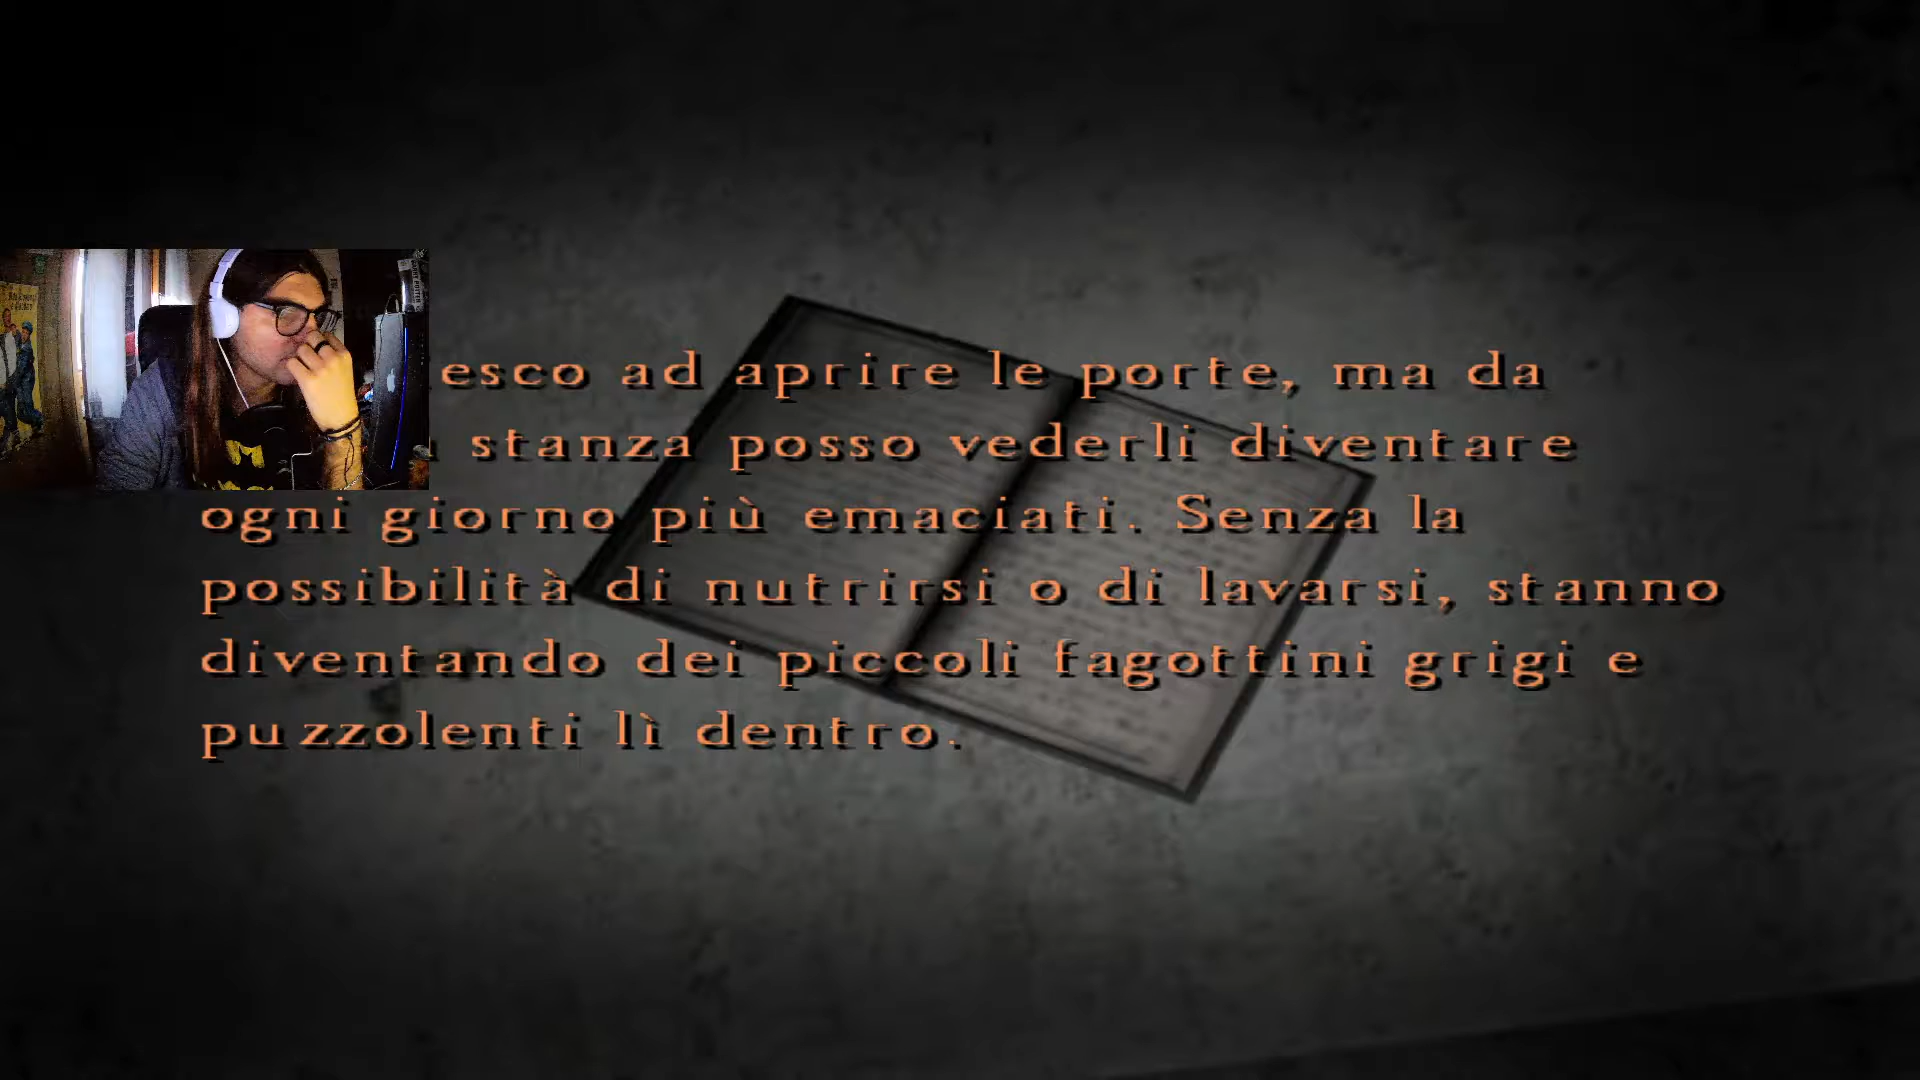 esco ad aprire le porte, ma da
stanza posso vederli diventare
ogni giorno più emaciati. Senza la
possibilità di nutrirsi o di lavarsi, stanno
diventando dei piccoli fagottini grigi e
puzzolenti lì dentro.